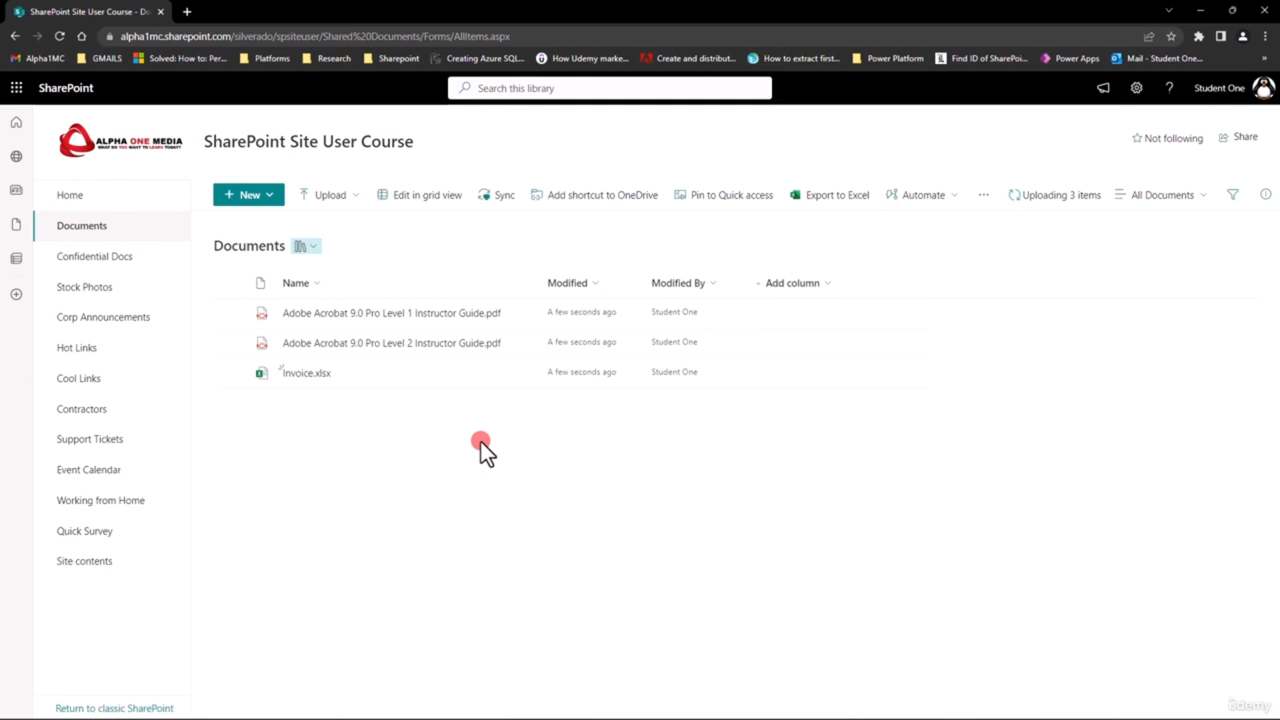 SharePoint Site User Course - Do
alpha1mc.sharepoint.com/silverado/spsiteuser/Shared%20Documents/Forms/AllItems.aspx
Alpha1MC GMAILS Solved: How to: Per... Platforms Research Sharepoint Creating Azure SQL... How Udemy marke... Create and distribut... How to extract first... Power Platform Find ID of SharePoi... Power Apps Mail - Student One... »
SharePoint Search this library ? Student One
ALPHA ONE MEDIA
WHAT DO YOU WANT TO LEARN TODAY?
SharePoint Site User Course
Not following Share
Home
Documents
Confidential Docs
Stock Photos
Corp Announcements
Hot Links
Cool Links
Contractors
Support Tickets
Event Calendar
Working from Home
Quick Survey
Site contents
Return to classic SharePoint
+ New Upload Edit in grid view Sync Add shortcut to OneDrive Pin to Quick access Export to Excel Automate ... Uploading 3 items All Documents
Documents
Name Modified Modified By + Add column
Adobe Acrobat 9.0 Pro Level 1 Instructor Guide.pdf A few seconds ago Student One
Adobe Acrobat 9.0 Pro Level 2 Instructor Guide.pdf A few seconds ago Student One
Invoice.xlsx A few seconds ago Student One
ûdemy